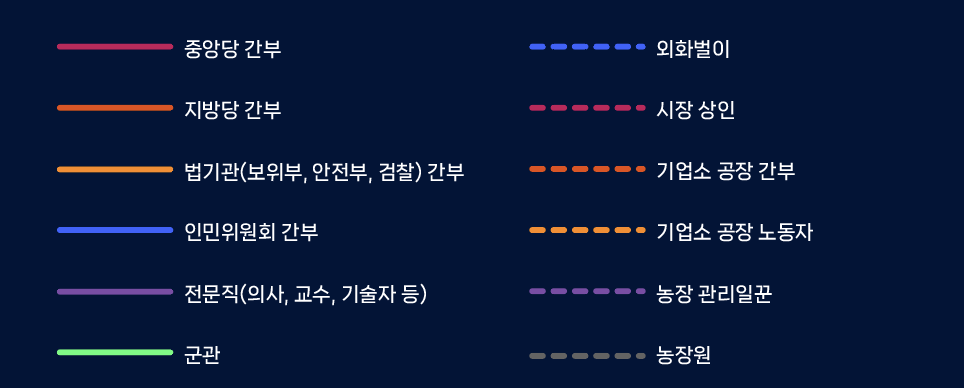 중앙당 간부
지방당 간부
법기관(보위부, 안전부, 검찰) 간부
인민위원회 간부
전문직(의사, 교수, 기술자 등)
군관
외화벌이
시장 상인
기업소 공장 간부
기업소 공장 노동자
농장 관리일꾼
농장원